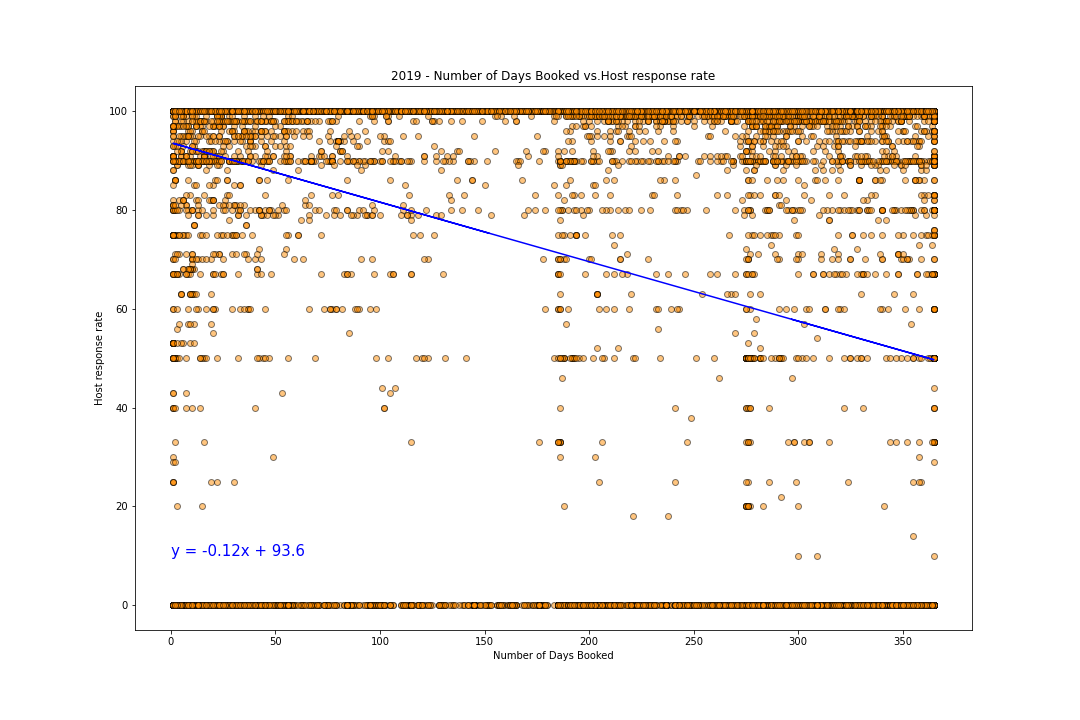 2019 - Number of Days Booked vs.Host response rate
100
80
60
40
20
0
Host response rate
y = -0.12x + 93.6
0 50 100 150 200 250 300 350
Number of Days Booked